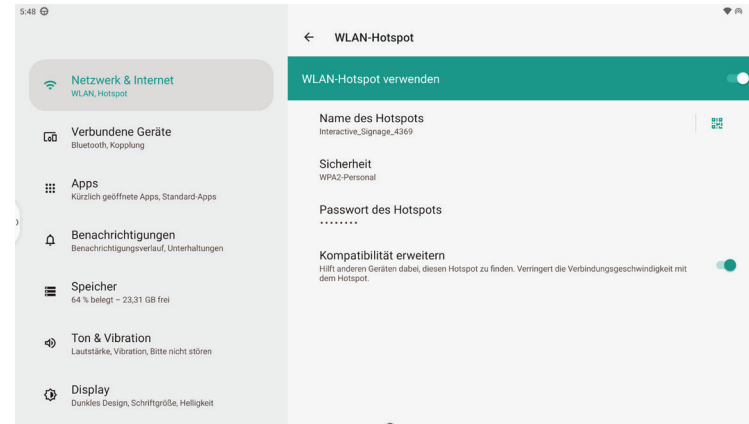 5:48
Netzwerk & Internet
WLAN, Hotspot
Verbundene Geräte
Bluetooth, Kopplung
Apps
Kürzlich geöffnete Apps, Standard-Apps
Benachrichtigungen
Benachrichtigungsverlauf, Unterhaltungen
Speicher
64 % belegt – 23,31 GB frei
Ton & Vibration
Lautstärke, Vibration, Bitte nicht stören
Display
Dunkles Design, Schriftgröße, Helligkeit
WLAN-Hotspot
WLAN-Hotspot verwenden
Name des Hotspots
Interactive_Signage_4369
Sicherheit
WPA2-Personal
Passwort des Hotspots
••••••••
Kompatibilität erweitern
Hilft anderen Geräten dabei, diesen Hotspot zu finden. Verringert die Verbindungsgeschwindigkeit mit
dem Hotspot.